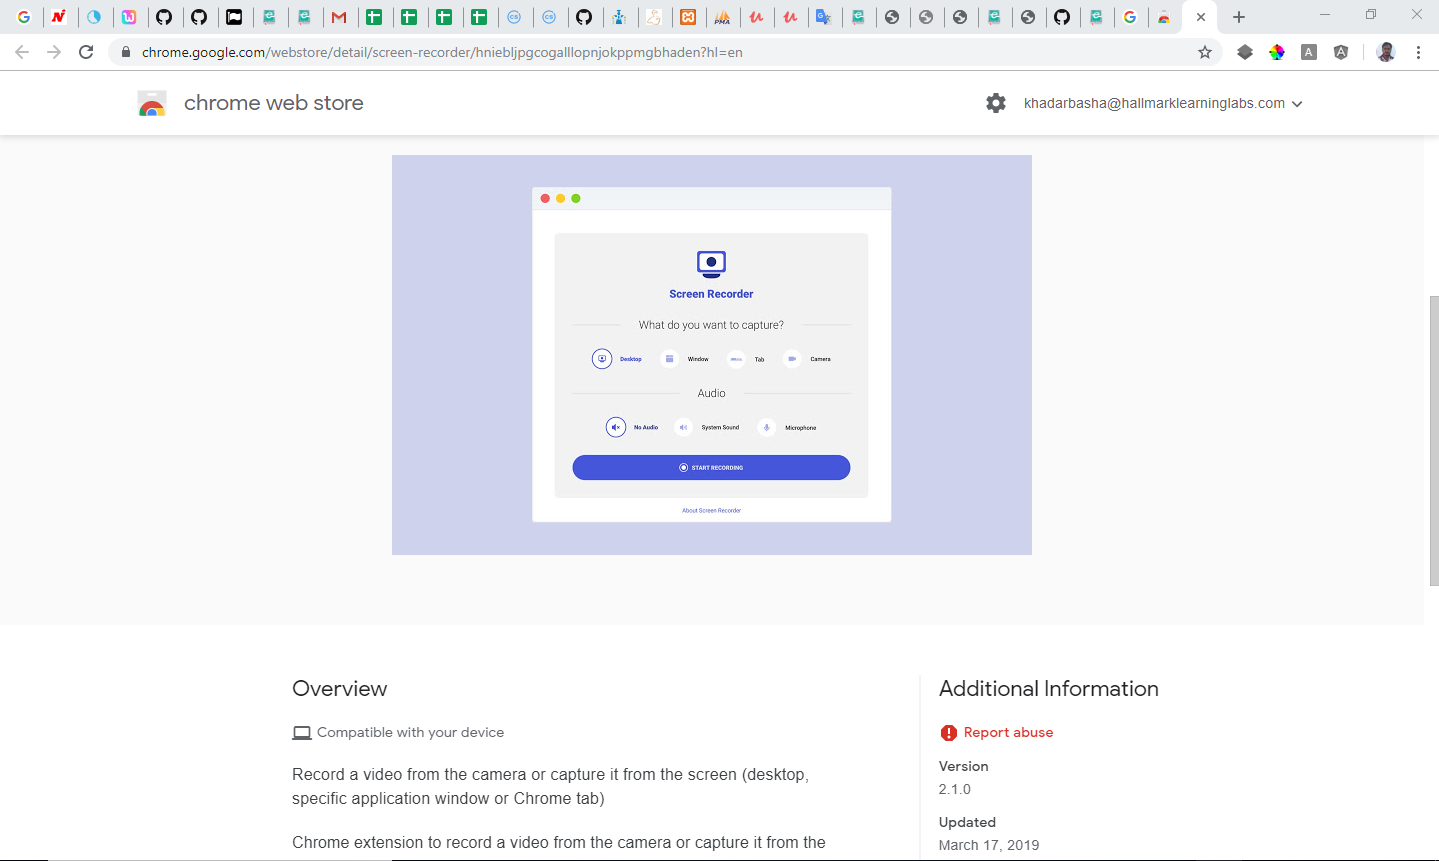 chrome.google.com/webstore/detail/screen-recorder/hniebljpgcogalllopnjokppmgbhaden?hl=en
chrome web store
khadarbasha@hallmarklearninglabs.com
Screen Recorder
What do you want to capture?
Desktop Window Tab Camera
Audio
No Audio System Sound Microphone
START RECORDING
About Screen Recorder
Overview
Compatible with your device
Record a video from the camera or capture it from the screen (desktop,
specific application window or Chrome tab)
Chrome extension to record a video from the camera or capture it from the
Additional Information
Report abuse
Version
2.1.0
Updated
March 17, 2019